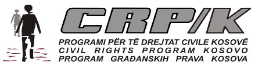 CRP/K
PROGRAMI PËR TË DREJTAT CIVILE KOSOVË
CIVIL RIGHTS PROGRAM KOSOVO
PROGRAM GRAĐANSKIH PRAVA KOSOVA